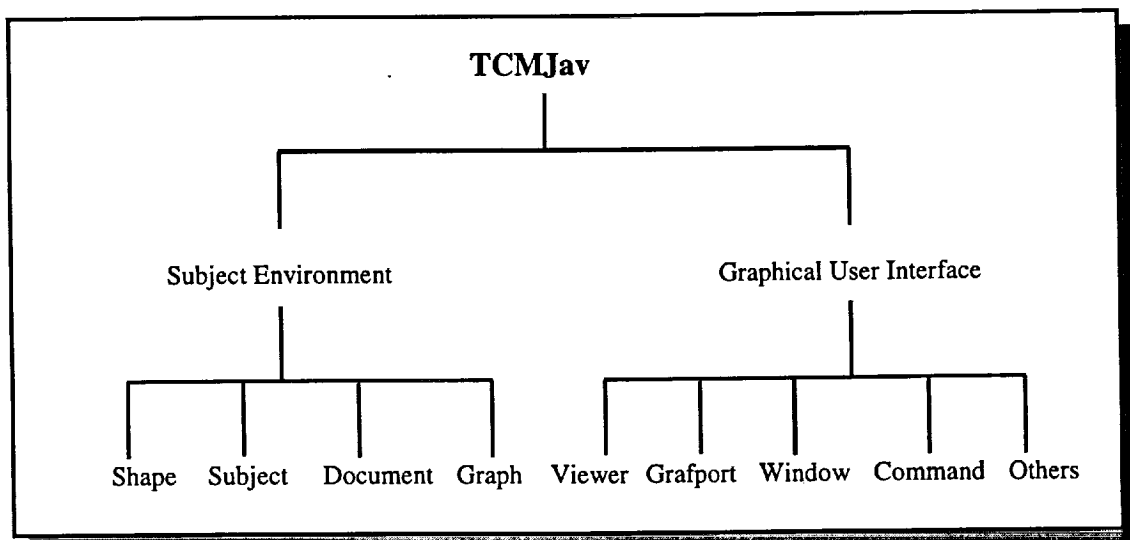 TCMJav
Subject Environment Graphical User Interface
Shape Subject Document Graph Viewer Grafport Window Command Others